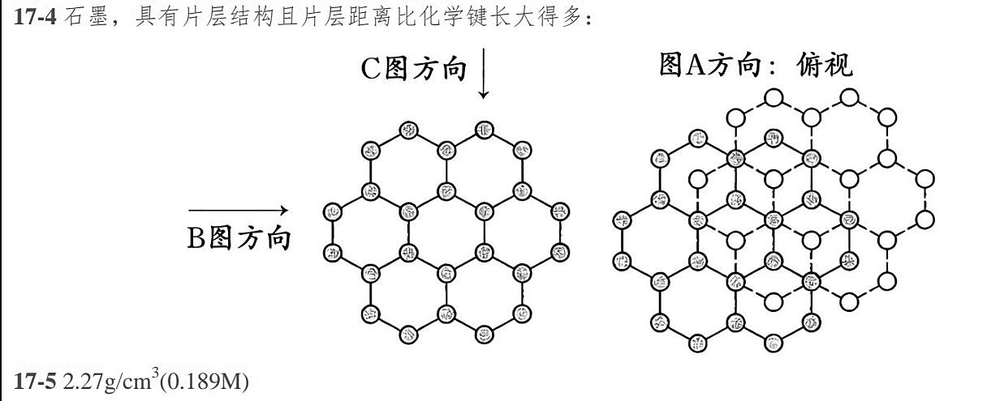 17-4 石墨，具有片层结构且片层距离比化学键长大得多：
C图方向
图A方向：俯视
B图方向
17-5 2.27g/cm³(0.189M)